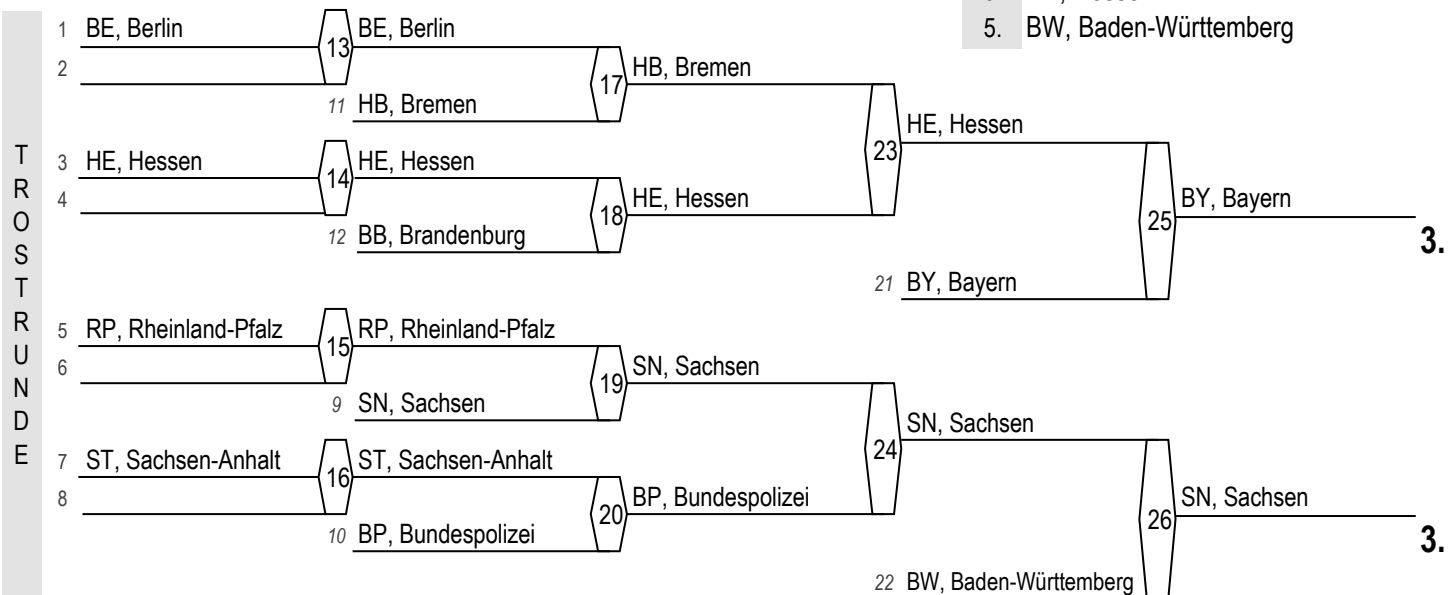 5. BW, Baden-Württemberg
TROSTRUNDE
1 BE, Berlin
13 BE, Berlin
2
17 HB, Bremen
11 HB, Bremen
23 HE, Hessen
3 HE, Hessen
14 HE, Hessen
4
18 HE, Hessen
12 BB, Brandenburg
25 BY, Bayern
3.
21 BY, Bayern
5 RP, Rheinland-Pfalz
15 RP, Rheinland-Pfalz
6
19 SN, Sachsen
9 SN, Sachsen
24 SN, Sachsen
7 ST, Sachsen-Anhalt
16 ST, Sachsen-Anhalt
8
20 BP, Bundespolizei
10 BP, Bundespolizei
26 SN, Sachsen
3.
22 BW, Baden-Württemberg